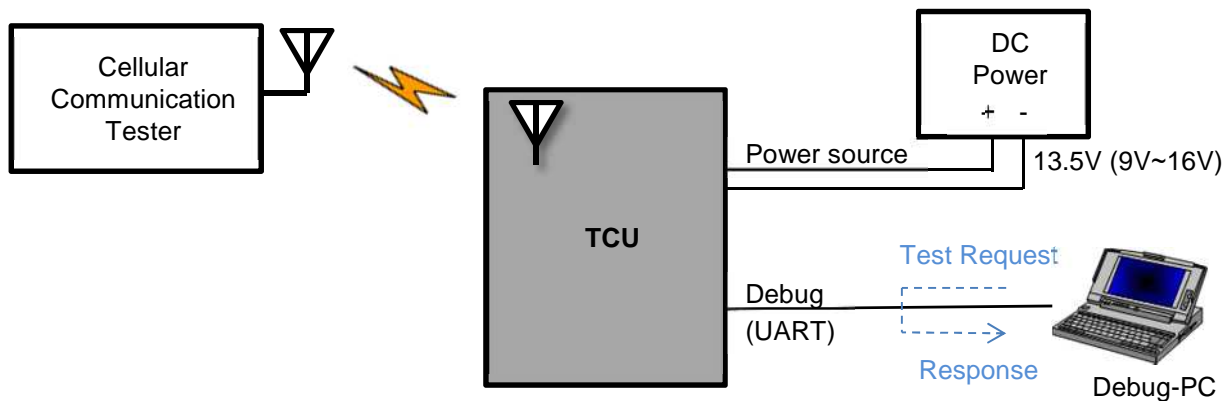 Cellular
Communication
Tester
DC
Power
+ -
Power source
13.5V (9V~16V)
TCU
Test Request
Debug
(UART)
Response
Debug-PC